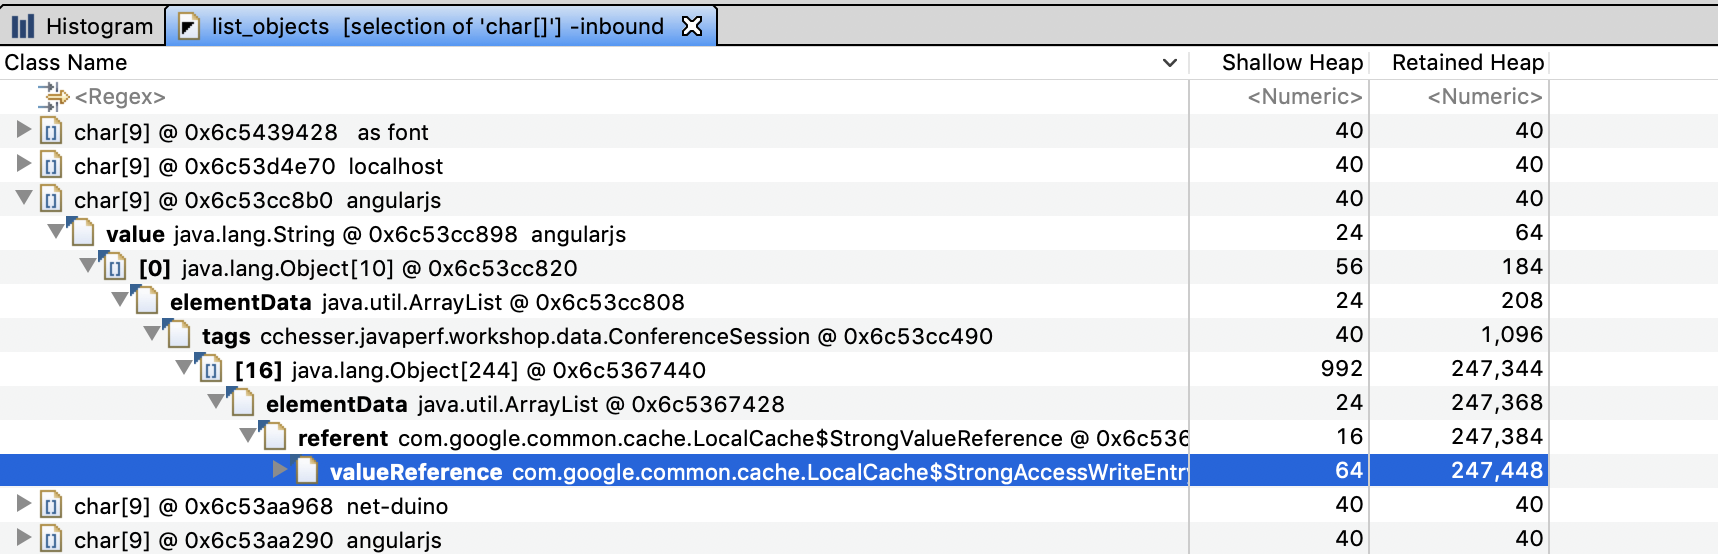 Histogram list_objects [selection of 'char[]'] -inbound
Class Name Shallow Heap Retained Heap
<Regex> <Numeric> <Numeric>
char[9] @ 0x6c5439428 as font 40 40
char[9] @ 0x6c53d4e70 localhost 40 40
char[9] @ 0x6c53cc8b0 angularjs 40 40
value java.lang.String @ 0x6c53cc898 angularjs 24 64
[0] java.lang.Object[10] @ 0x6c53cc820 56 184
elementData java.util.ArrayList @ 0x6c53cc808 24 208
tags cchesser.javaperf.workshop.data.ConferenceSession @ 0x6c53cc490 40 1,096
[16] java.lang.Object[244] @ 0x6c5367440 992 247,344
elementData java.util.ArrayList @ 0x6c5367428 24 247,368
referent com.google.common.cache.LocalCache$StrongValueReference @ 0x6c536 16 247,384
valueReference com.google.common.cache.LocalCache$StrongAccessWriteEntry 64 247,448
char[9] @ 0x6c53aa968 net-duino 40 40
char[9] @ 0x6c53aa290 angularjs 40 40